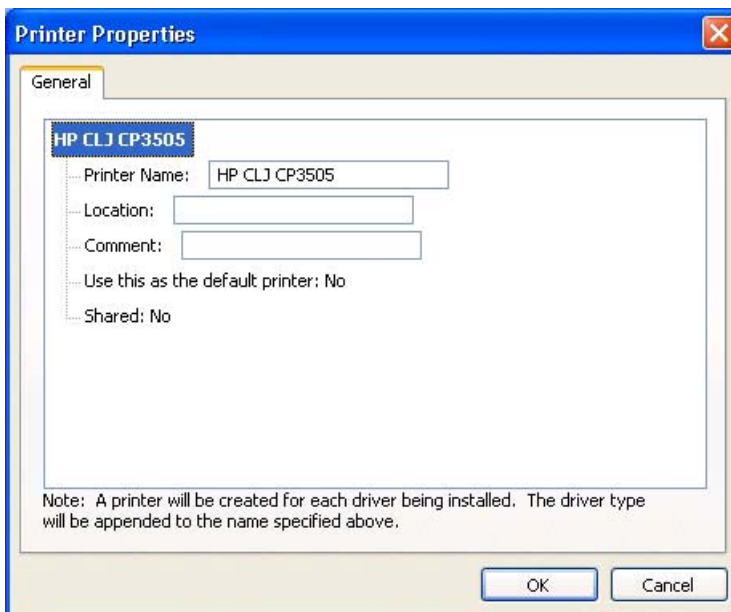 Printer Properties
General
HP CLJ CP3505
Printer Name: HP CLJ CP3505
Location:
Comment:
Use this as the default printer: No
Shared: No
Note: A printer will be created for each driver being installed. The driver type
will be appended to the name specified above.
OK Cancel